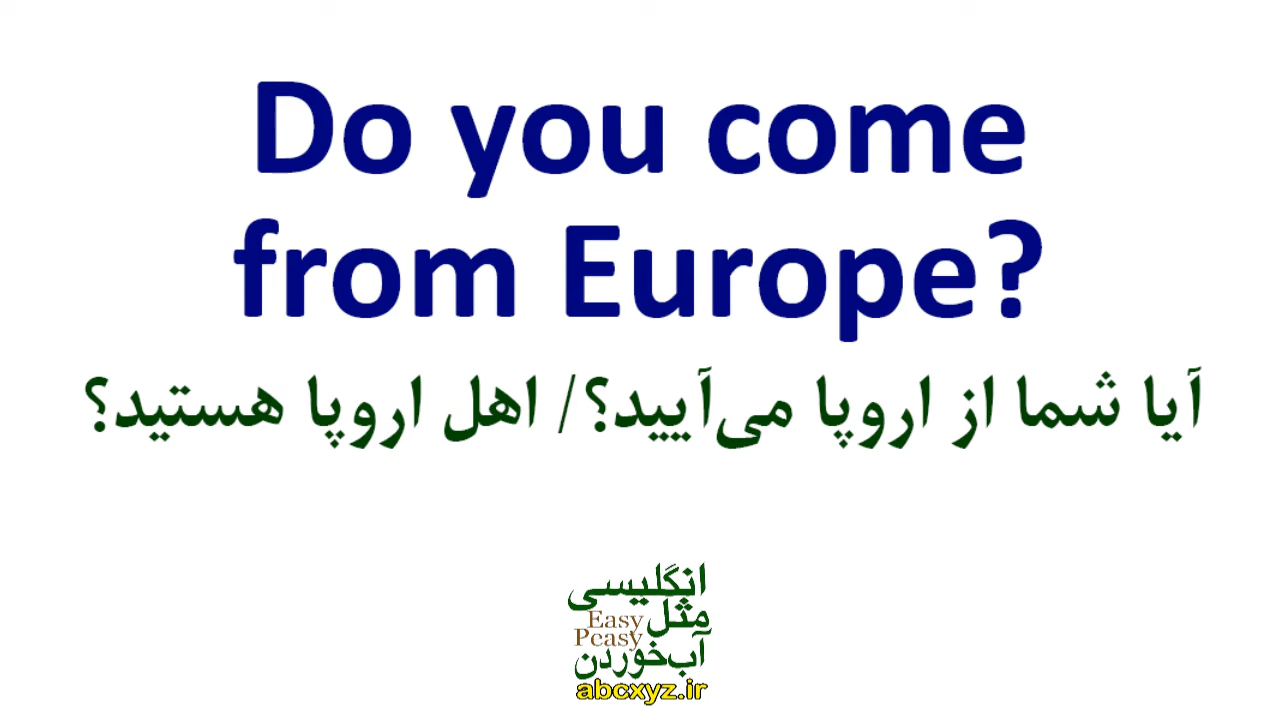 Do you come
from Europe?
آیا شما از اروپا می‌آیید؟/ اهل اروپا هستید؟
انگلیسی
مثل
Easy
Peasy
آب‌خوردن
abcxyz.ir